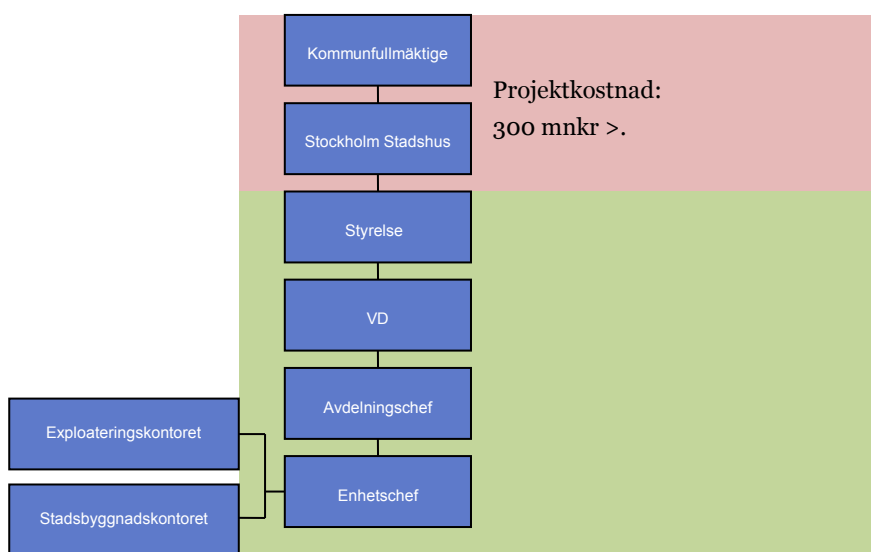 Kommunfullmäktige
Projektkostnad:
300 mnkr >.
Stockholm Stadshus
Styrelse
VD
Avdelningschef
Exploateringskontoret
Enhetschef
Stadsbyggnadskontoret